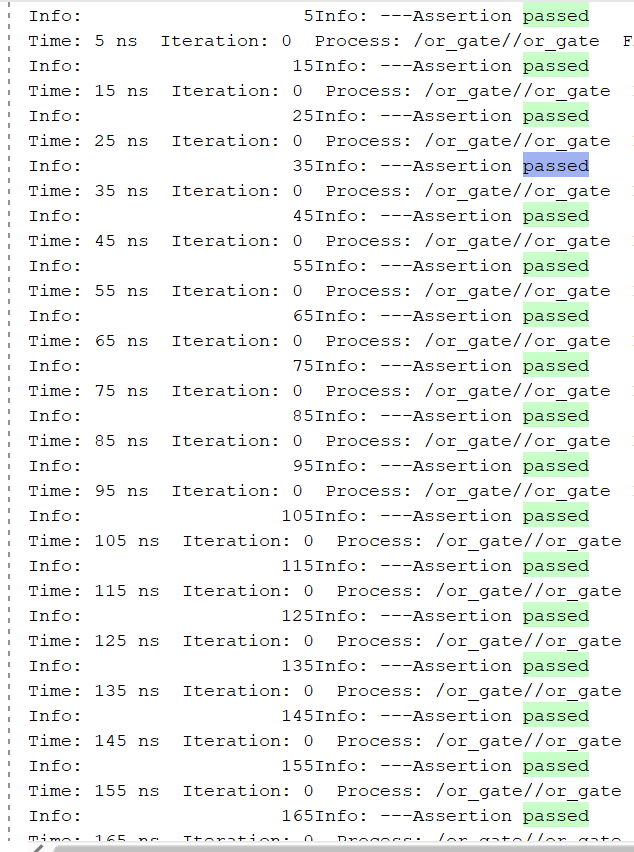 Info: 5Info: ---Assertion passed
Time: 5 ns Iteration: 0 Process: /or_gate//or_gate F
Info: 15Info: ---Assertion passed
Time: 15 ns Iteration: 0 Process: /or_gate//or_gate
Info: 25Info: ---Assertion passed
Time: 25 ns Iteration: 0 Process: /or_gate//or_gate
Info: 35Info: ---Assertion passed
Time: 35 ns Iteration: 0 Process: /or_gate//or_gate
Info: 45Info: ---Assertion passed
Time: 45 ns Iteration: 0 Process: /or_gate//or_gate
Info: 55Info: ---Assertion passed
Time: 55 ns Iteration: 0 Process: /or_gate//or_gate
Info: 65Info: ---Assertion passed
Time: 65 ns Iteration: 0 Process: /or_gate//or_gate
Info: 75Info: ---Assertion passed
Time: 75 ns Iteration: 0 Process: /or_gate//or_gate
Info: 85Info: ---Assertion passed
Time: 85 ns Iteration: 0 Process: /or_gate//or_gate
Info: 95Info: ---Assertion passed
Time: 95 ns Iteration: 0 Process: /or_gate//or_gate
Info: 105Info: ---Assertion passed
Time: 105 ns Iteration: 0 Process: /or_gate//or_gate
Info: 115Info: ---Assertion passed
Time: 115 ns Iteration: 0 Process: /or_gate//or_gate
Info: 125Info: ---Assertion passed
Time: 125 ns Iteration: 0 Process: /or_gate//or_gate
Info: 135Info: ---Assertion passed
Time: 135 ns Iteration: 0 Process: /or_gate//or_gate
Info: 145Info: ---Assertion passed
Time: 145 ns Iteration: 0 Process: /or_gate//or_gate
Info: 155Info: ---Assertion passed
Time: 155 ns Iteration: 0 Process: /or_gate//or_gate
Info: 165Info: ---Assertion passed
Time: 165 ns Iteration: 0 Process: /or_gate//or_gate